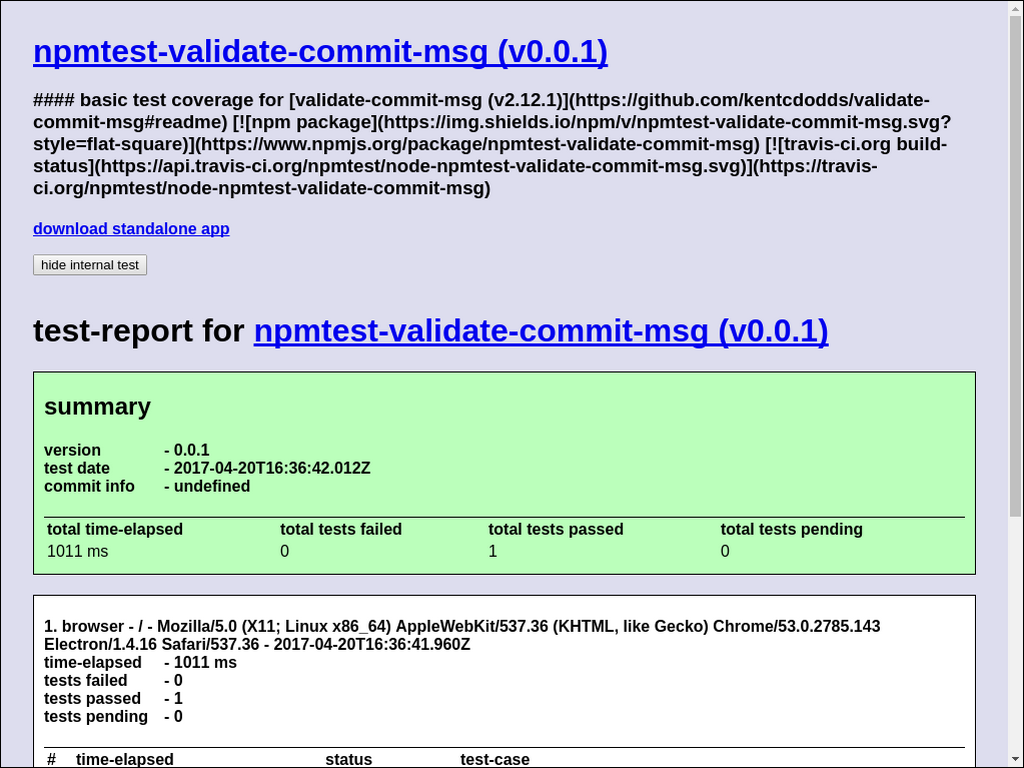 npmtest-validate-commit-msg (v0.0.1)
#### basic test coverage for [validate-commit-msg (v2.12.1)](https://github.com/kentcdodds/validate-
commit-msg#readme) [![npm package](https://img.shields.io/npm/v/npmtest-validate-commit-msg.svg?
style=flat-square)](https://www.npmjs.org/package/npmtest-validate-commit-msg) [![travis-ci.org build-
status](https://api.travis-ci.org/npmtest/node-npmtest-validate-commit-msg.svg)](https://travis-
ci.org/npmtest/node-npmtest-validate-commit-msg)
download standalone app
hide internal test
test-report for npmtest-validate-commit-msg (v0.0.1)
summary
version - 0.0.1
test date - 2017-04-20T16:36:42.012Z
commit info - undefined
total time-elapsed total tests failed total tests passed total tests pending
1011 ms 0 1 0
1. browser - / - Mozilla/5.0 (X11; Linux x86_64) AppleWebKit/537.36 (KHTML, like Gecko) Chrome/53.0.2785.143
Electron/1.4.16 Safari/537.36 - 2017-04-20T16:36:41.960Z
time-elapsed - 1011 ms
tests failed - 0
tests passed - 1
tests pending - 0
# time-elapsed status test-case